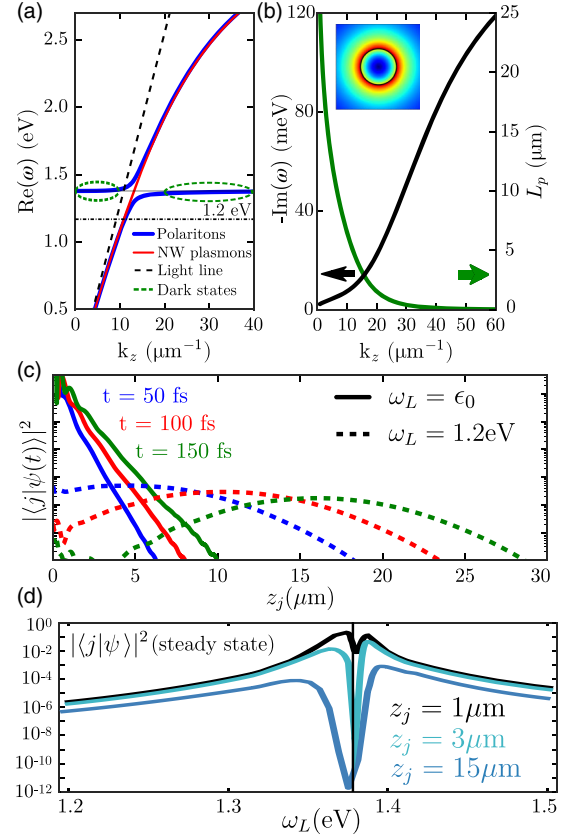 (a)
Re(ω) (eV)
2.5
2.0
1.5
1.0
0.5
1.2 eV
Polaritons
NW plasmons
Light line
Dark states
0 10 20 30 40
k_z (μm⁻¹)
(b)
-Im(ω) (meV)
120
80
40
0
25
20
15
10
5
0
L_p (μm)
0 10 20 30 40 50 60
k_z (μm⁻¹)
(c)
|⟨j|ψ(t)⟩|²
t = 50 fs
t = 100 fs
t = 150 fs
ω_L = ϵ₀
ω_L = 1.2eV
0 5 10 15 20 25 30
z_j(μm)
(d)
10⁰
10⁻²
10⁻⁴
10⁻⁶
10⁻⁸
10⁻¹⁰
10⁻¹²
|⟨j|ψ⟩|² (steady state)
z_j = 1μm
z_j = 3μm
z_j = 15μm
1.2 1.3 1.4 1.5
ω_L(eV)